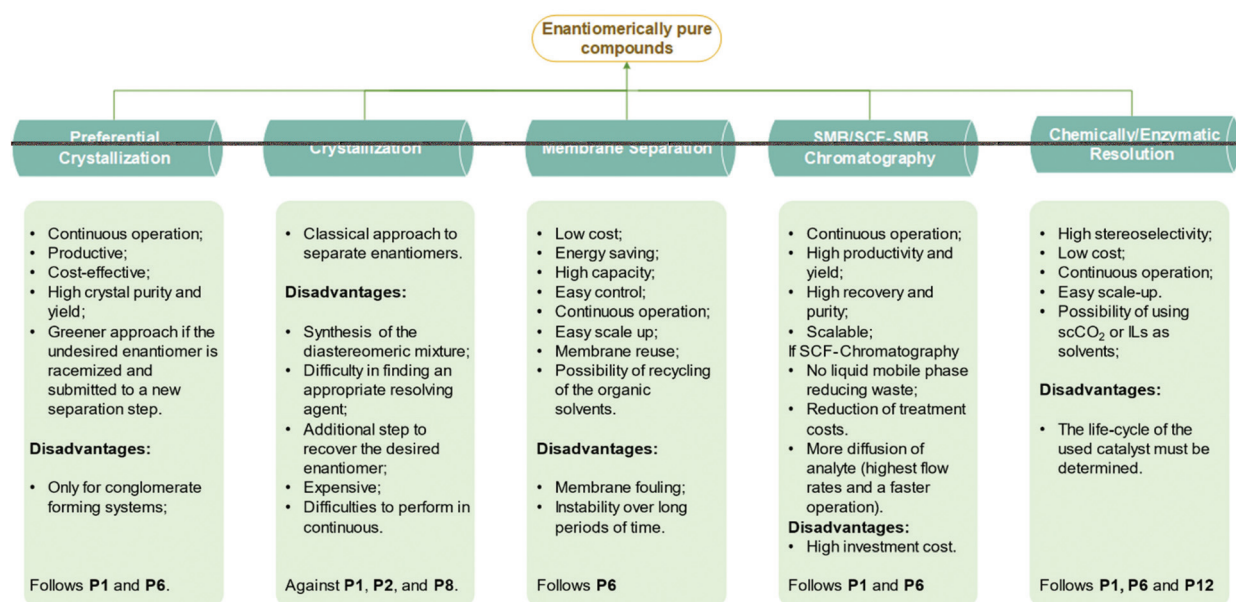 Enantiomerically pure
compounds
Preferential
Crystallization
Crystallization
Membrane Separation
SMB/SCF-SMB
Chromatography
Chemically/Enzymatic
Resolution
• Continuous operation;
• Productive;
• Cost-effective;
• High crystal purity and
yield;
• Greener approach if the
undesired enantiomer is
racemized and
submitted to a new
separation step.
Disadvantages:
• Only for conglomerate
forming systems;
Follows P1 and P6.
• Classical approach to
separate enantiomers.
Disadvantages:
• Synthesis of the
diastereomeric mixture;
• Difficulty in finding an
appropriate resolving
agent;
• Additional step to
recover the desired
enantiomer;
• Expensive;
• Difficulties to perform in
continuous.
Against P1, P2, and P8.
• Low cost;
• Energy saving;
• High capacity;
• Easy control;
• Continuous operation;
• Easy scale up;
• Membrane reuse;
• Possibility of recycling
of the organic
solvents.
Disadvantages:
• Membrane fouling;
• Instability over long
periods of time.
Follows P6
• Continuous operation;
• High productivity and
yield;
• High recovery and
purity;
• Scalable;
If SCF-Chromatography
• No liquid mobile phase
reducing waste;
• Reduction of treatment
costs.
• More diffusion of
analyte (highest flow
rates and a faster
operation).
Disadvantages:
• High investment cost.
Follows P1 and P6
• High stereoselectivity;
• Low cost;
• Continuous operation;
• Easy scale-up.
• Possibility of using
scCO₂ or ILs as
solvents;
Disadvantages:
• The life-cycle of the
used catalyst must be
determined.
Follows P1, P6 and P12